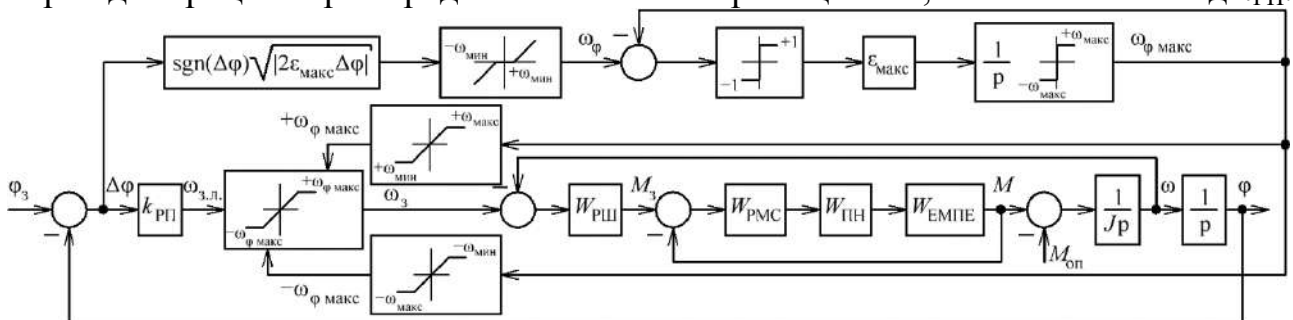 sgn(Δφ)√|2ε_макс Δφ|
−ω_мин
+ω_мин
ω_φ
−
+1
−1
ε_макс
1/p
+ω_макс
−ω_макс
ω_φ макс
+ω_φ макс
+ω_макс
+ω_мин
φ_з
−
Δφ
k_РП
ω_з.л.
+ω_φ макс
−ω_φ макс
ω_з
−
W_РШ
M_з
−
W_РМС
W_ПН
W_ЕМПЕ
M
−
M_оп
1/Jp
ω
1/p
φ
−ω_φ макс
−ω_мин
−ω_макс